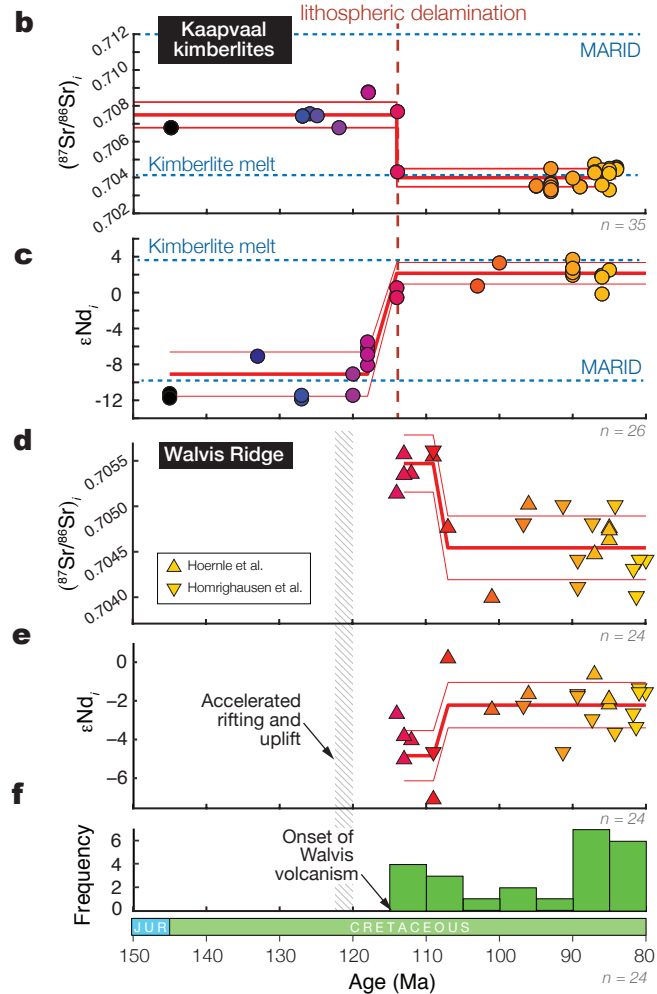 lithospheric delamination
b
Kaapvaal
kimberlites
MARID
(⁸⁷Sr/⁸⁶Sr)ᵢ
0.712
0.712
0.708
0.706
0.704
0.702
Kimberlite melt
n = 35
c
Kimberlite melt
εNdᵢ
4
0
-4
-8
-12
MARID
n = 26
d
Walvis Ridge
(⁸⁷Sr/⁸⁶Sr)ᵢ
0.7055
0.7050
0.7045
0.7040
Hoernle et al.
Homrighausen et al.
n = 24
e
εNdᵢ
0
−2
−4
−6
Accelerated
rifting and
uplift
n = 24
f
Frequency
6
4
2
0
Onset of
Walvis
volcanism
JUR
CRETACEOUS
150 140 130 120 110 100 90 80
Age (Ma)
n = 24